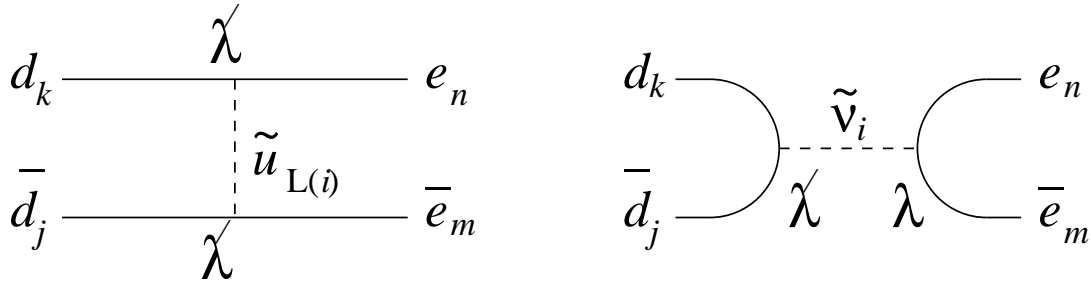 λ̸ 
d_k e_n d_k e_n
ũ_L(i) ν̃_i
d̄_j ē_m λ̸ λ d̄_j ē_m
λ̸